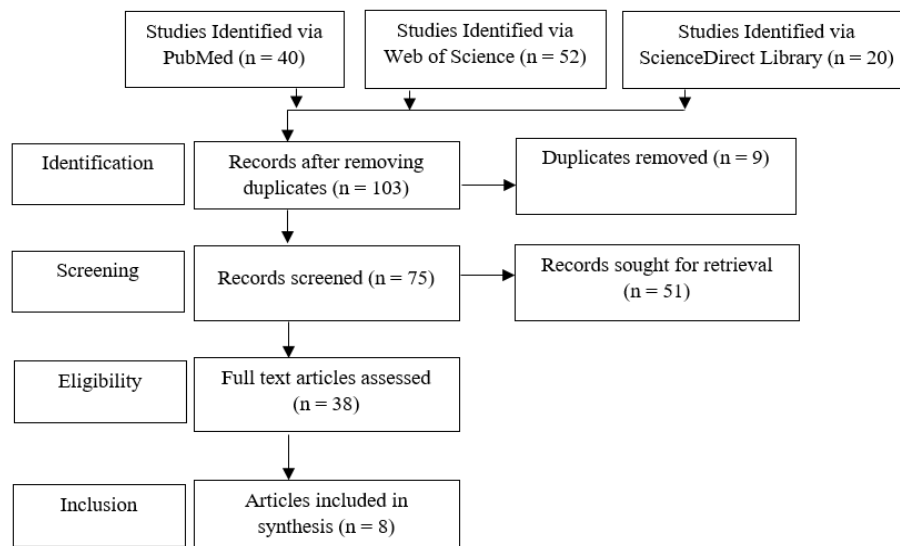 Studies Identified via
PubMed (n = 40)
Studies Identified via
Web of Science (n = 52)
Studies Identified via
ScienceDirect Library (n = 20)
Identification
Records after removing
duplicates (n = 103)
Duplicates removed (n = 9)
Screening
Records screened (n = 75)
Records sought for retrieval
(n = 51)
Eligibility
Full text articles assessed
(n = 38)
Inclusion
Articles included in
synthesis (n = 8)